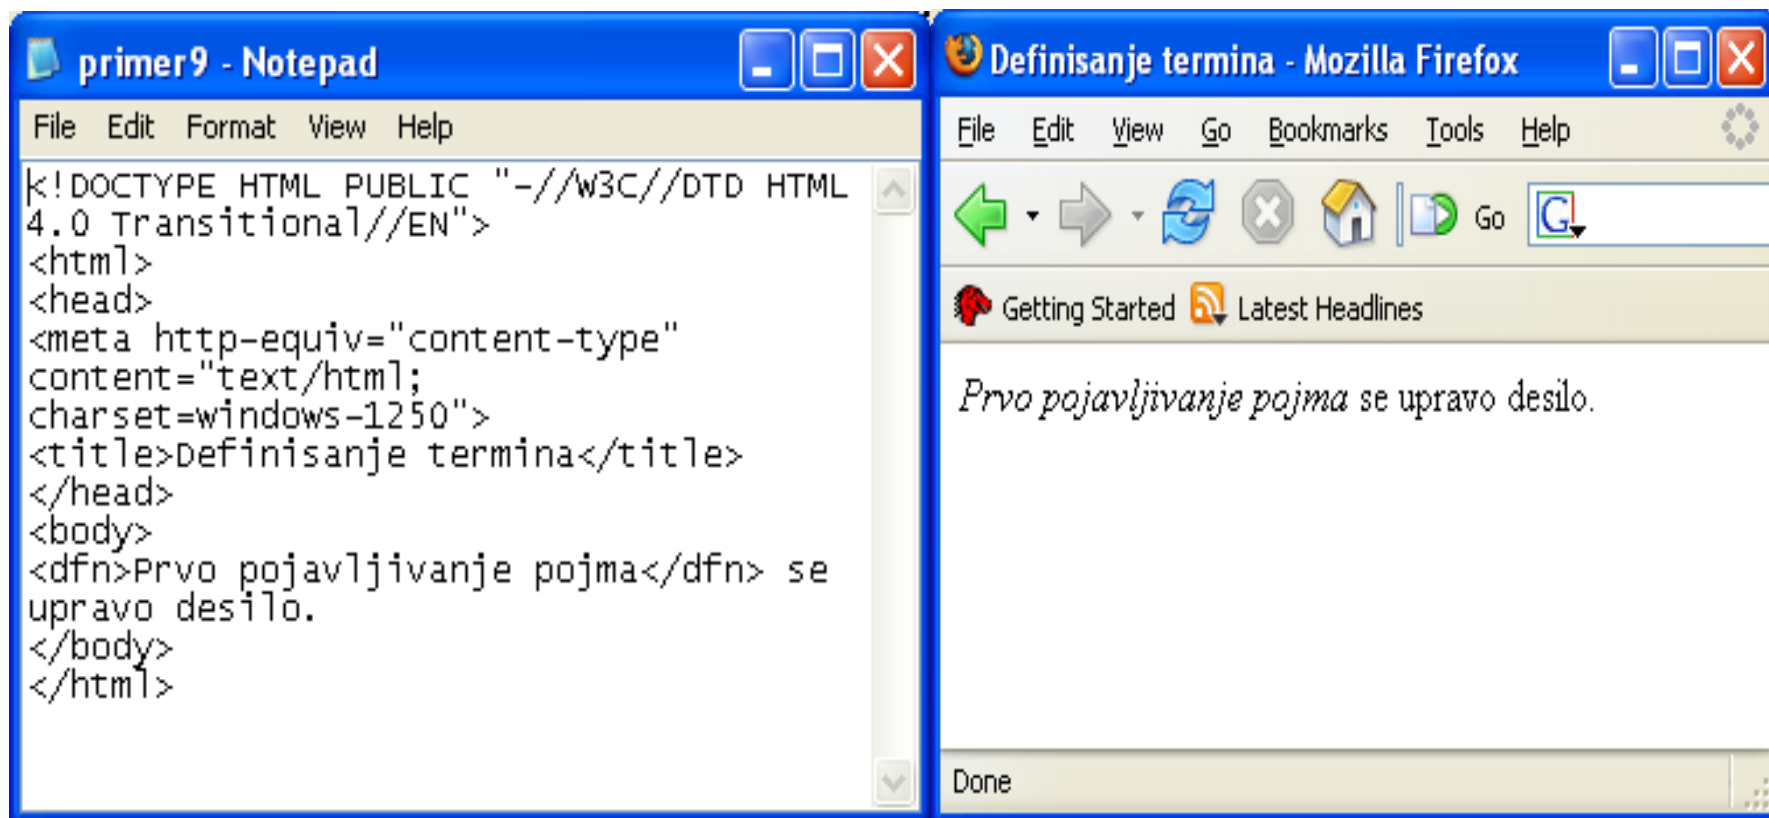 primer9 - Notepad
File Edit Format View Help
<!DOCTYPE HTML PUBLIC "-//W3C//DTD HTML
4.0 Transitional//EN">
<html>
<head>
<meta http-equiv="content-type"
content="text/html;
charset=windows-1250">
<title>Definisanje termina</title>
</head>
<body>
<dfn>Prvo pojavljivanje pojma</dfn> se
upravo desilo.
</body>
</html>
Definisanje termina - Mozilla Firefox
File Edit View Go Bookmarks Tools Help
Go G
Getting Started Latest Headlines
Prvo pojavljivanje pojma se upravo desilo.
Done